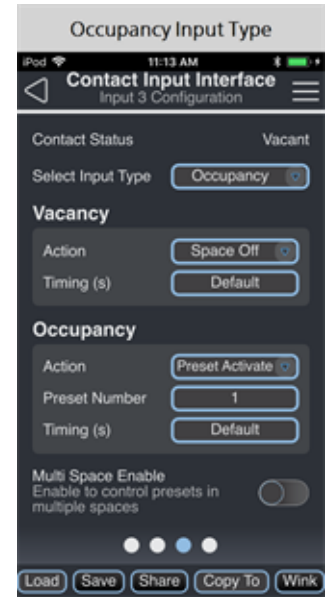 Occupancy Input Type
iPod 11:13 AM
Contact Input Interface
Input 3 Configuration
Contact Status Vacant
Select Input Type Occupancy
Vacancy
Action Space Off
Timing (s) Default
Occupancy
Action Preset Activate
Preset Number 1
Timing (s) Default
Multi Space Enable
Enable to control presets in
multiple spaces
Load Save Share Copy To Wink